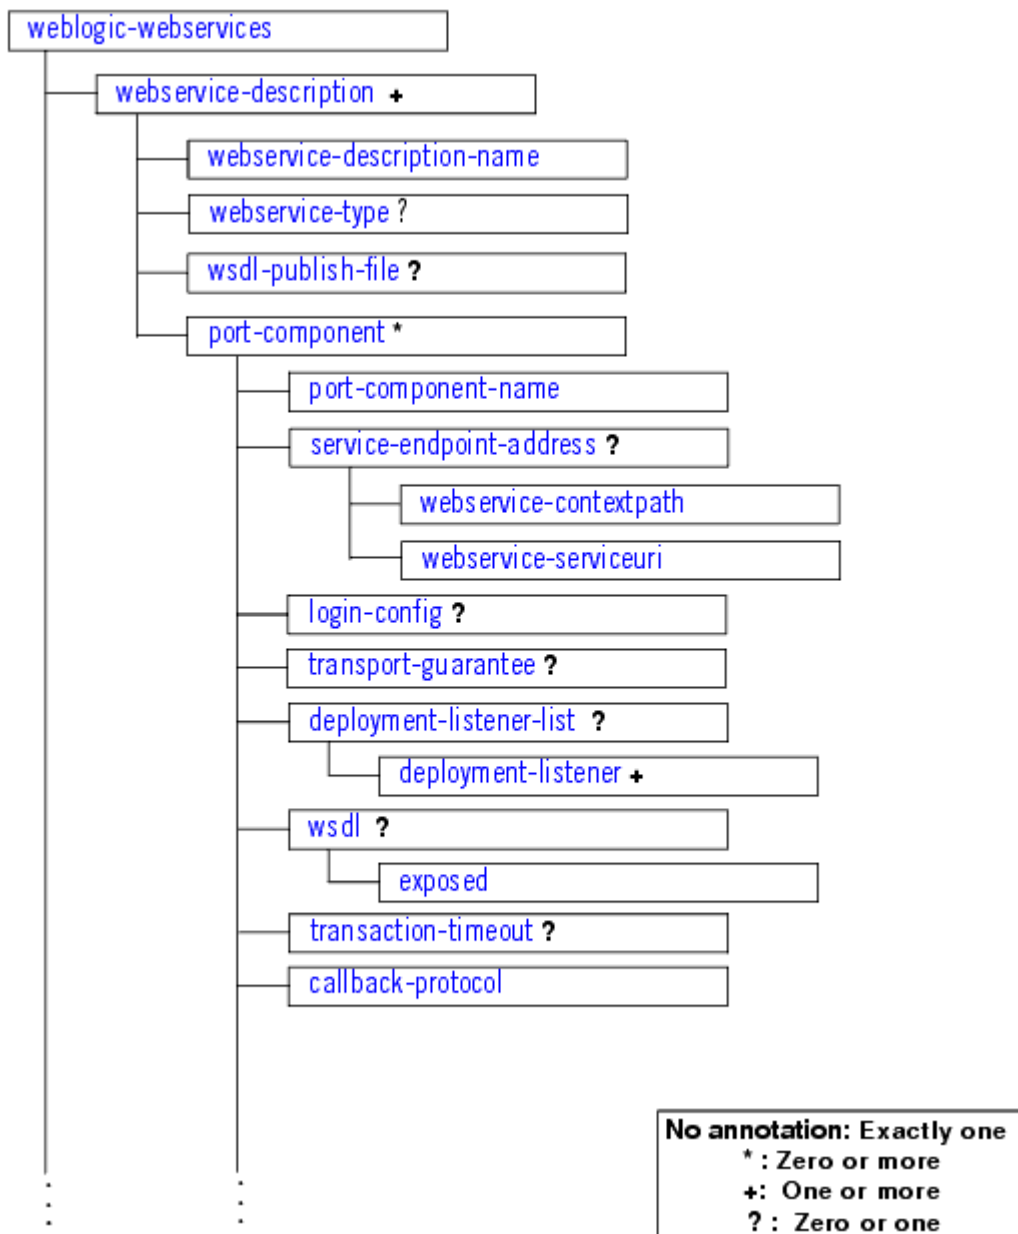 weblogic-webservices
webservice-description +
webservice-description-name
webservice-type ?
wsdl-publish-file ?
port-component *
port-component-name
service-endpoint-address ?
webservice-contextpath
webservice-serviceuri
login-config ?
transport-guarantee ?
deployment-listener-list ?
deployment-listener +
wsdl ?
exposed
transaction-timeout ?
callback-protocol
No annotation: Exactly one
* : Zero or more
+: One or more
? : Zero or one